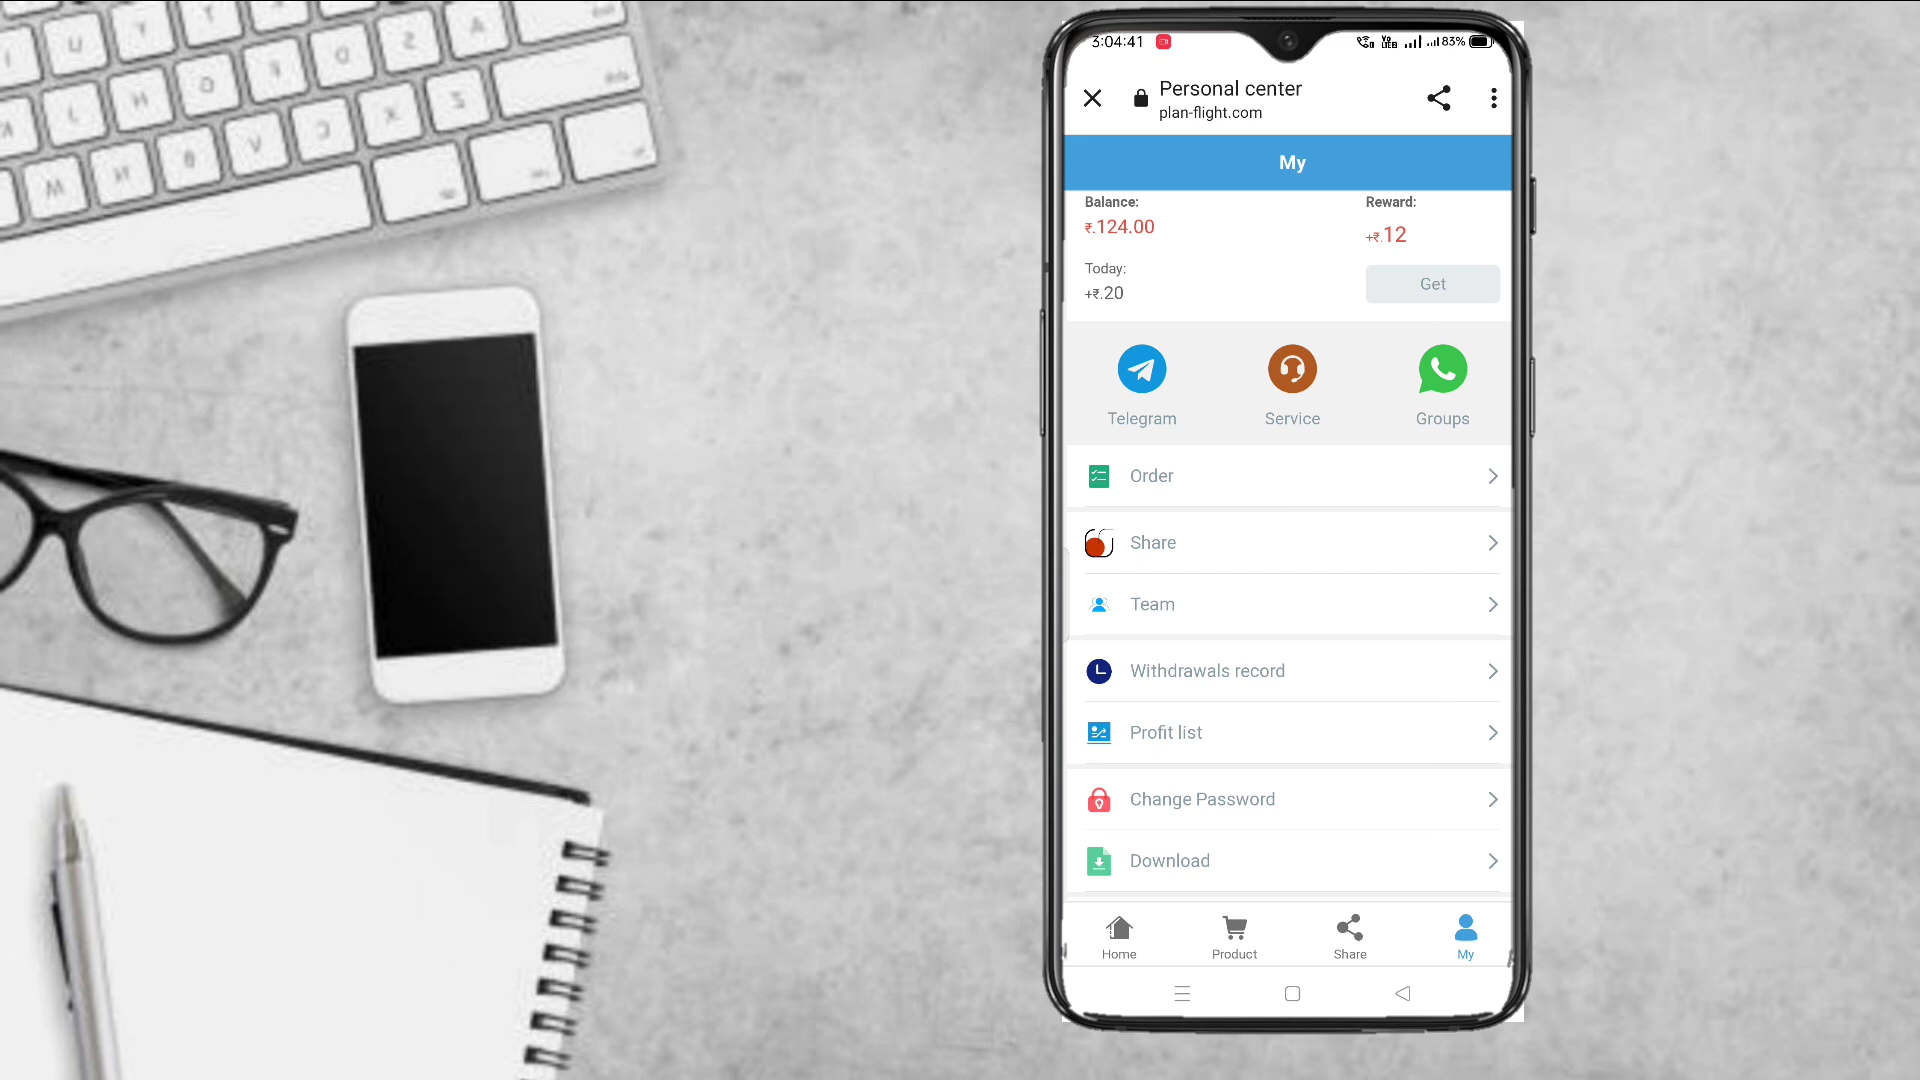 3:04:41
83%
Personal center
plan-flight.com
My
Balance:
Reward:
₹.124.00
+₹.12
Today:
+₹.20
Get
Telegram
Service
Groups
Order
Share
Team
Withdrawals record
Profit list
Change Password
Download
Home
Product
Share
My